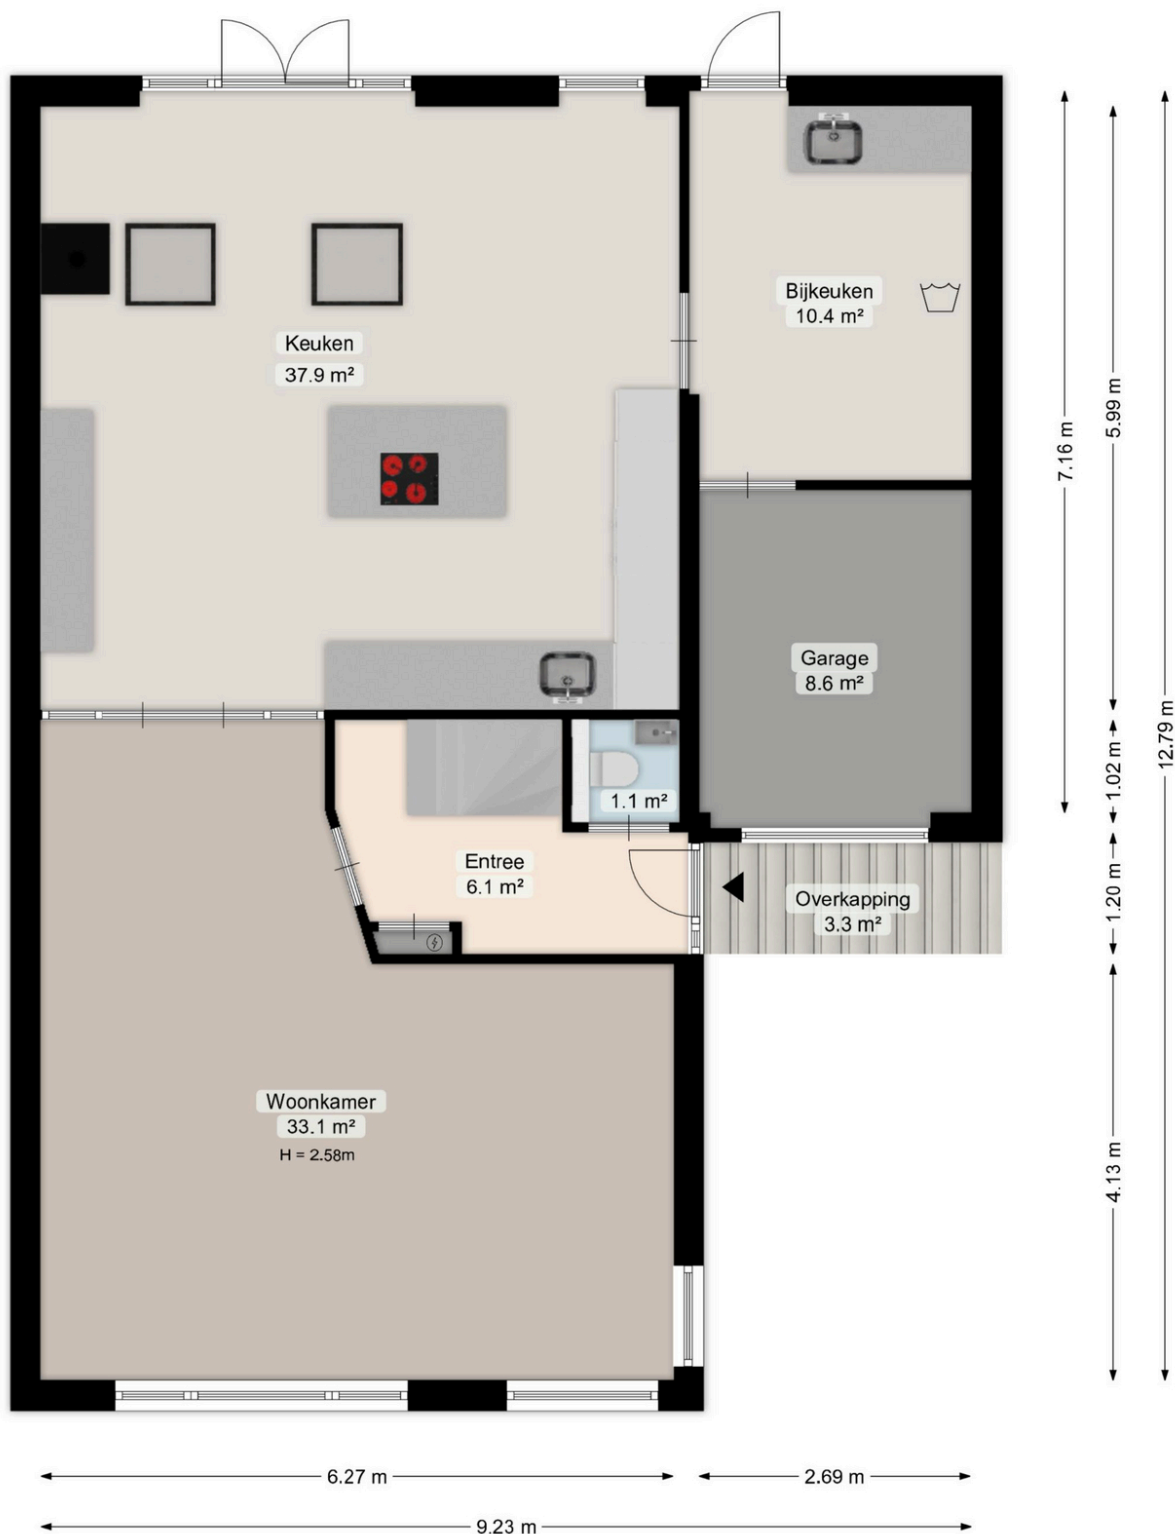 Bijkeuken
10.4 m²
Keuken
37.9 m²
7.16 m
5.99 m
Garage
8.6 m²
12.79 m
1.02 m
1.1 m²
Entree
6.1 m²
Overkapping
3.3 m²
1.20 m
Woonkamer
33.1 m²
H = 2.58m
4.13 m
6.27 m
2.69 m
9.23 m